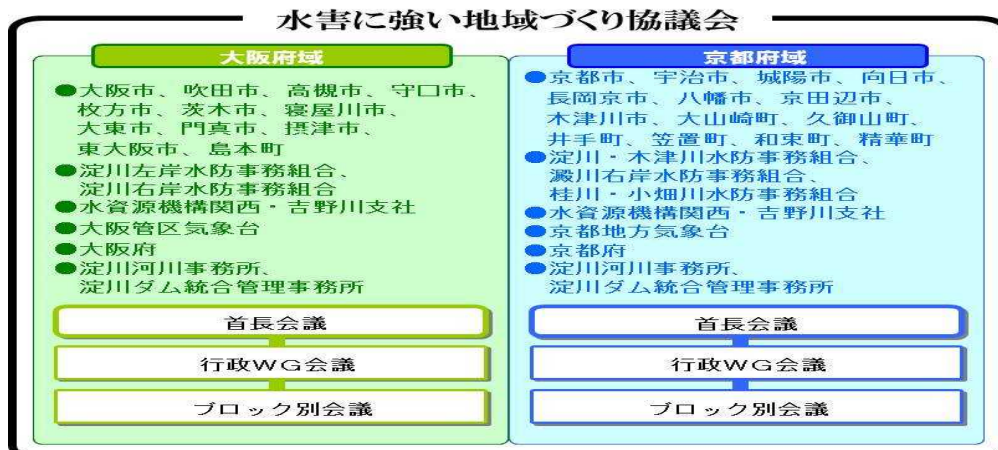 水害に強い地域づくり協議会
大阪府域
●大阪市、吹田市、高槻市、守口市、
枚方市、茨木市、寝屋川市、
大東市、門真市、摂津市、
東大阪市、島本町
●淀川左岸水防事務組合、
淀川右岸水防事務組合
●水資源機構関西・吉野川支社
●大阪管区気象台
●大阪府
●淀川河川事務所、
淀川ダム統合管理事務所
首長会議
行政WG会議
ブロック別会議
京都府域
●京都市、宇治市、城陽市、向日市、
長岡京市、八幡市、京田辺市、
木津川市、大山崎町、久御山町、
井手町、笠置町、和束町、精華町
●淀川・木津川水防事務組合、
澱川右岸水防事務組合、
桂川・小畑川水防事務組合
●水資源機構関西・吉野川支社
●京都地方気象台
●京都府
●淀川河川事務所、
淀川ダム統合管理事務所
首長会議
行政WG会議
ブロック別会議